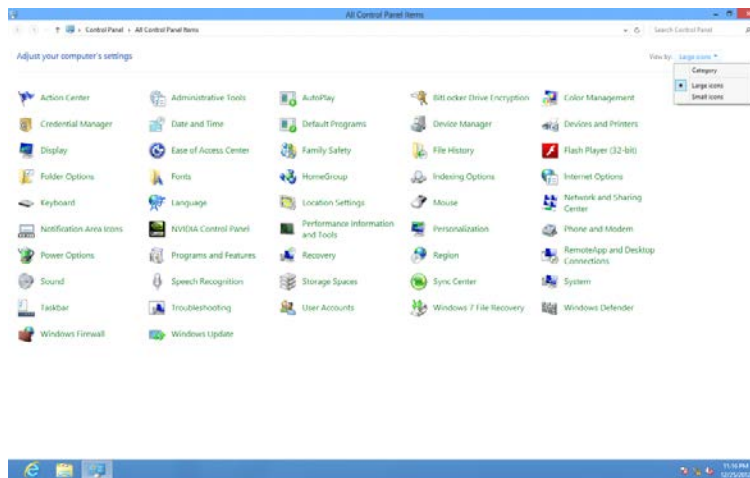 All Control Panel Items
Control Panel All Control Panel Items
Search Control Panel
Adjust your computer's settings
View by: Large icons
Category
Large icons
Small icons
Action Center Administrative Tools AutoPlay BitLocker Drive Encryption Color Management
Credential Manager Date and Time Default Programs Device Manager Devices and Printers
Display Ease of Access Center Family Safety File History Flash Player (32-bit)
Folder Options Fonts HomeGroup Indexing Options Internet Options
Keyboard Language Location Settings Mouse Network and Sharing
Center
Notification Area Icons NVIDIA Control Panel Performance Information
and Tools Personalization Phone and Modem
Power Options Programs and Features Recovery Region RemoteApp and Desktop
Connections
Sound Speech Recognition Storage Spaces Sync Center System
Taskbar Troubleshooting User Accounts Windows 7 File Recovery Windows Defender
Windows Firewall Windows Update
11:16 PM